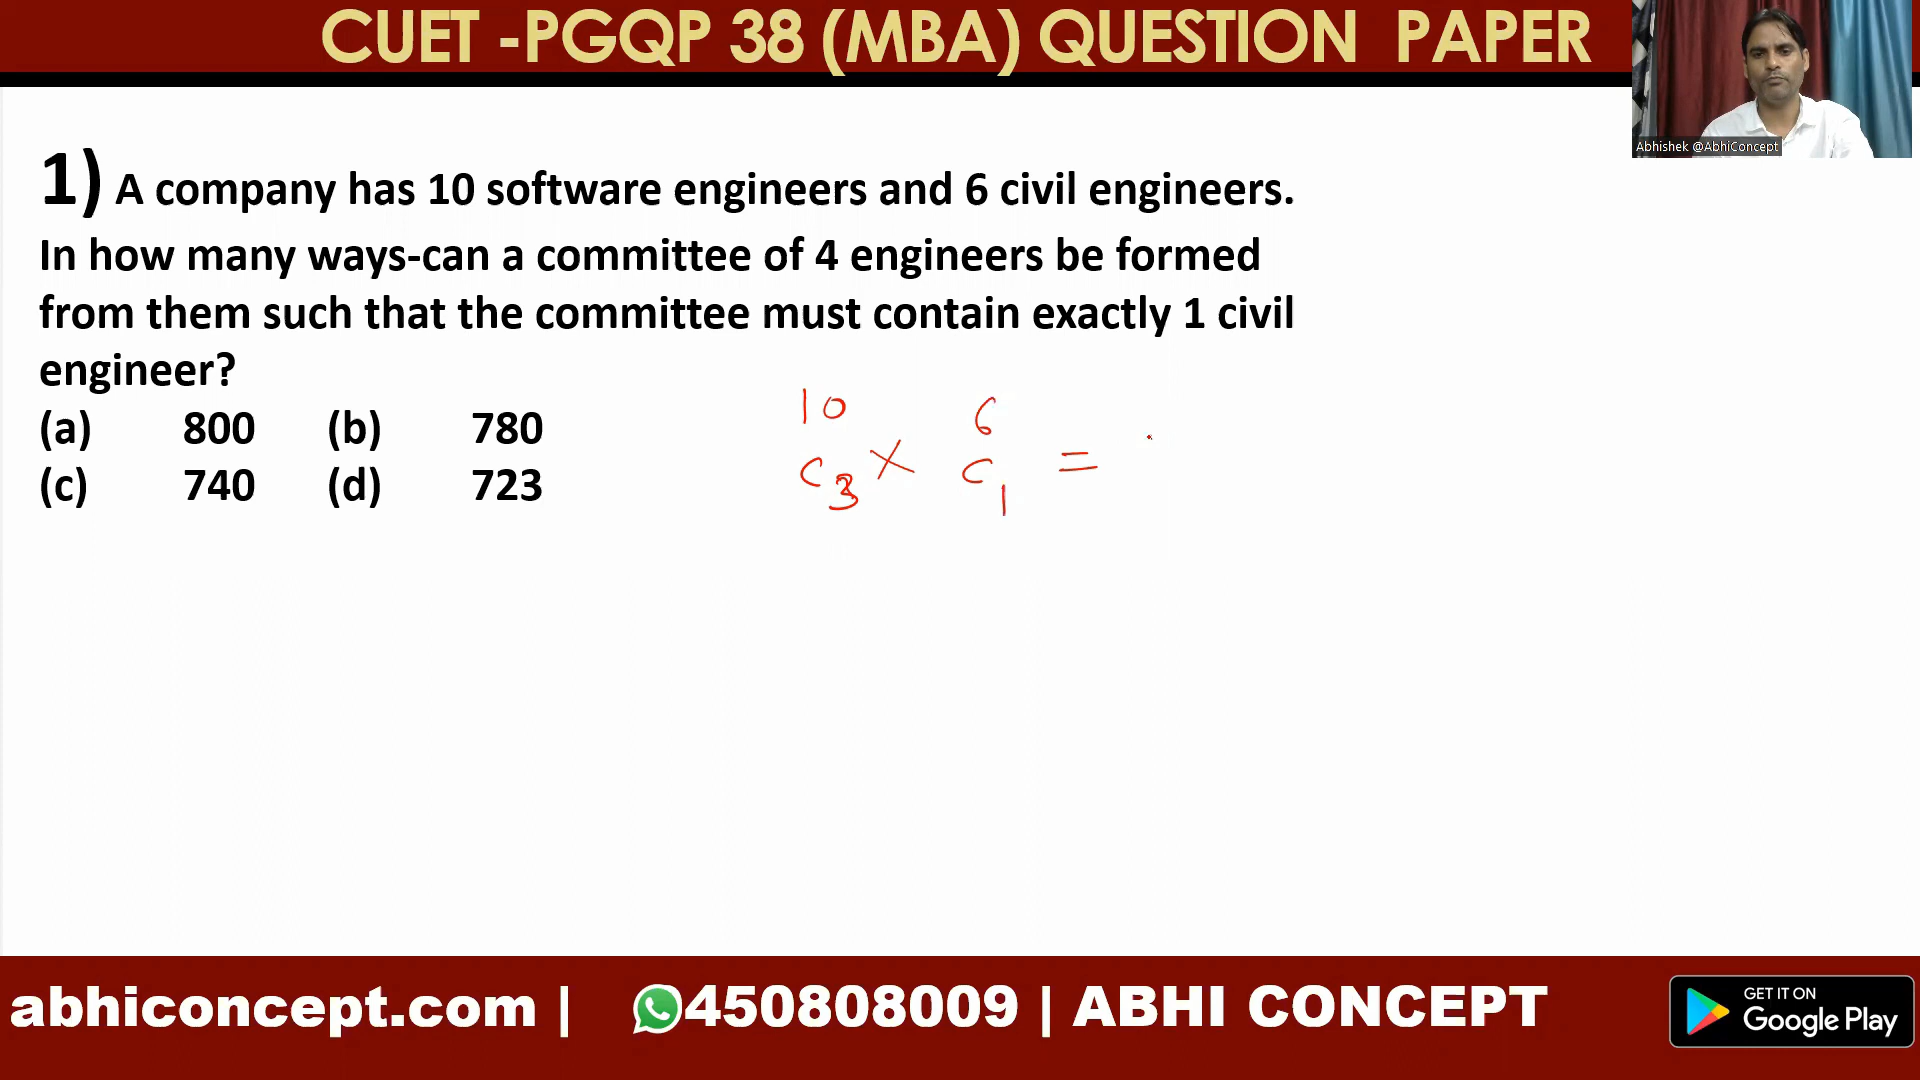 CUET -PGQP 38 (MBA) QUESTION PAPER
Abhishek @AbhiConcept
1) A company has 10 software engineers and 6 civil engineers.
In how many ways-can a committee of 4 engineers be formed
from them such that the committee must contain exactly 1 civil
engineer?
(a) 800 (b) 780
(c) 740 (d) 723
10 6
C3 × C1 =
abhiconcept.com | 450808009 | ABHI CONCEPT
GET IT ON
Google Play